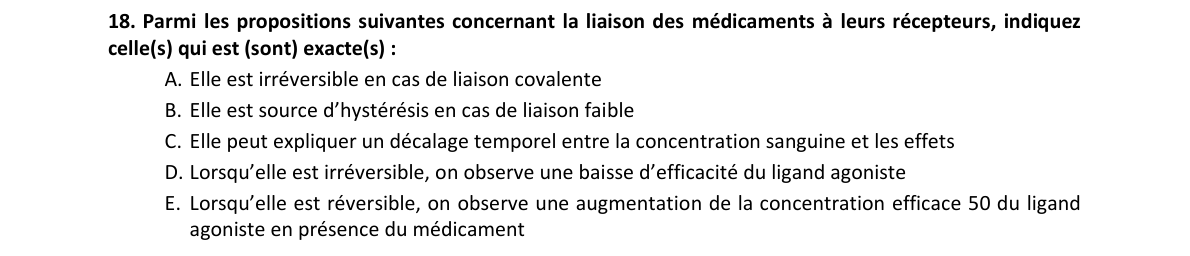 18. Parmi les propositions suivantes concernant la liaison des médicaments à leurs récepteurs, indiquez
celle(s) qui est (sont) exacte(s) :
A. Elle est irréversible en cas de liaison covalente
B. Elle est source d’hystérésis en cas de liaison faible
C. Elle peut expliquer un décalage temporel entre la concentration sanguine et les effets
D. Lorsqu’elle est irréversible, on observe une baisse d’efficacité du ligand agoniste
E. Lorsqu’elle est réversible, on observe une augmentation de la concentration efficace 50 du ligand
agoniste en présence du médicament